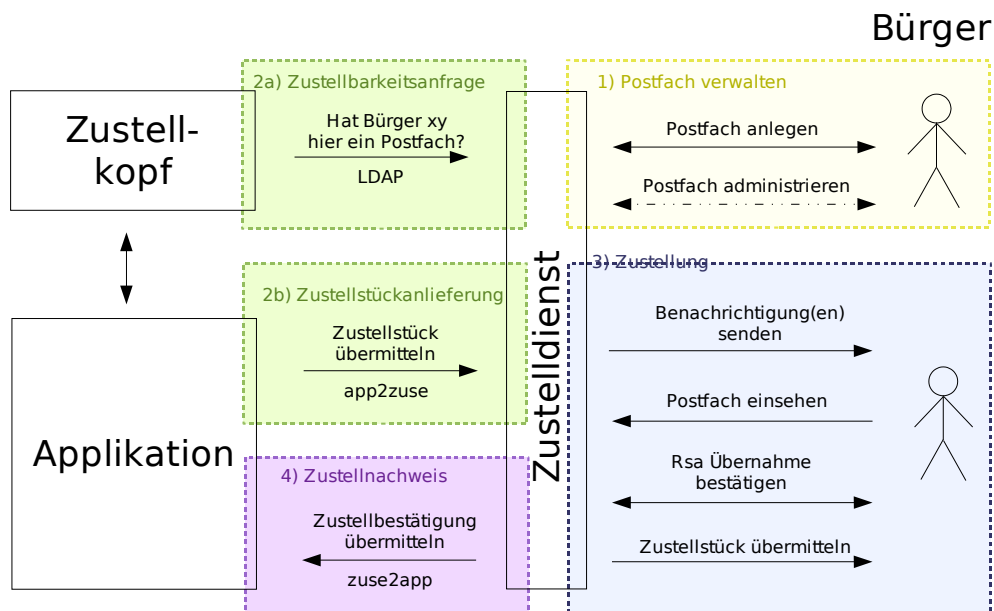 Bürger
2a) Zustellbarkeitsanfrage
1) Postfach verwalten
Zustell-
kopf
Hat Bürger xy
hier ein Postfach?
LDAP
Postfach anlegen
Postfach administrieren
Zustelldienst
3) Zustellung
2b) Zustellstückanlieferung
Zustellstück
übermitteln
app2zuse
Benachrichtigung(en)
senden
Postfach einsehen
Applikation
Rsa Übernahme
bestätigen
4) Zustellnachweis
Zustellbestätigung
übermitteln
zuse2app
Zustellstück übermitteln